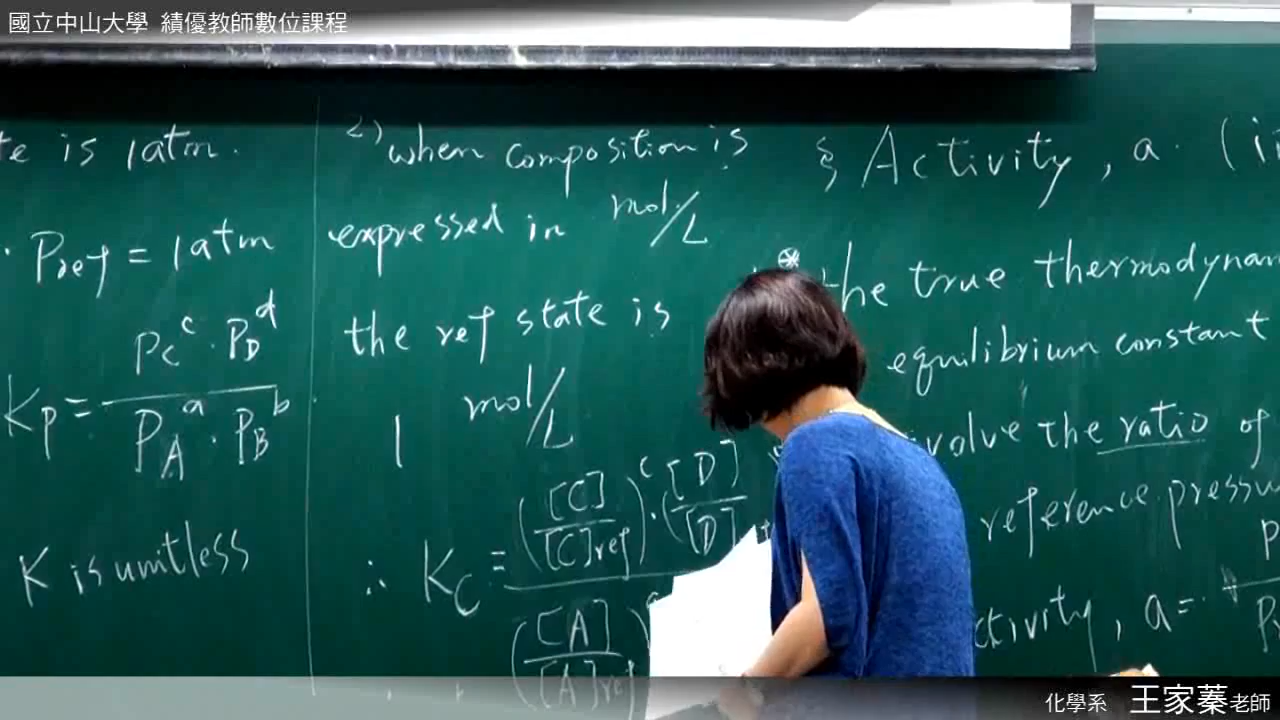 國立中山大學 績優教師數位課程
te is 1atm.
Pref = 1atm
Kp = PC^c · PD^d / PA^a · PB^b
K is unitless
2) when composition is
expressed in mol/L
the ref state is
1 mol/L
∴ KC = ([C]/[C]ref)^c · ([D]/[D]
([A]/[A]ref)
§ Activity, a. (i
⊛ the true thermodynam
equilibrium constant
volve the ratio of
reference pressu
ctivity, a = P
化學系 王家蓁老師